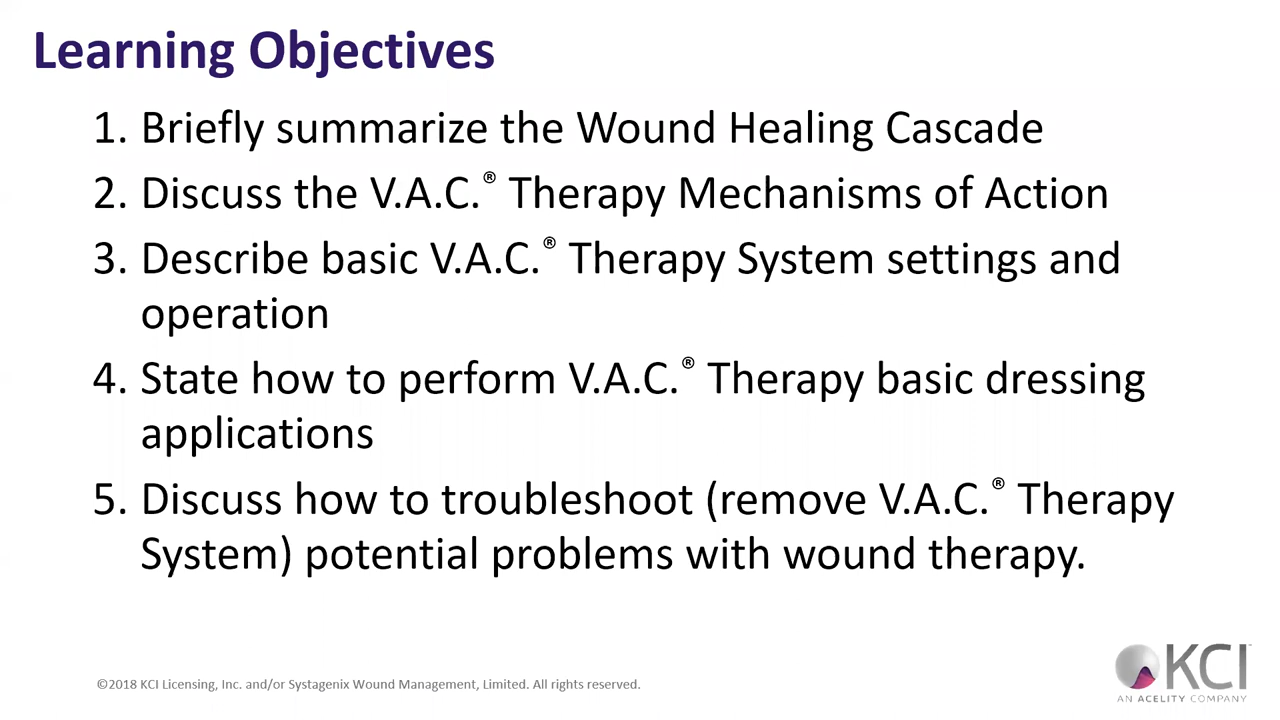 Learning Objectives
1. Briefly summarize the Wound Healing Cascade
2. Discuss the V.A.C.® Therapy Mechanisms of Action
3. Describe basic V.A.C.® Therapy System settings and
operation
4. State how to perform V.A.C.® Therapy basic dressing
applications
5. Discuss how to troubleshoot (remove V.A.C.® Therapy
System) potential problems with wound therapy.
©2018 KCI Licensing, Inc. and/or Systagenix Wound Management, Limited. All rights reserved.
KCI™
AN ACELITY COMPANY